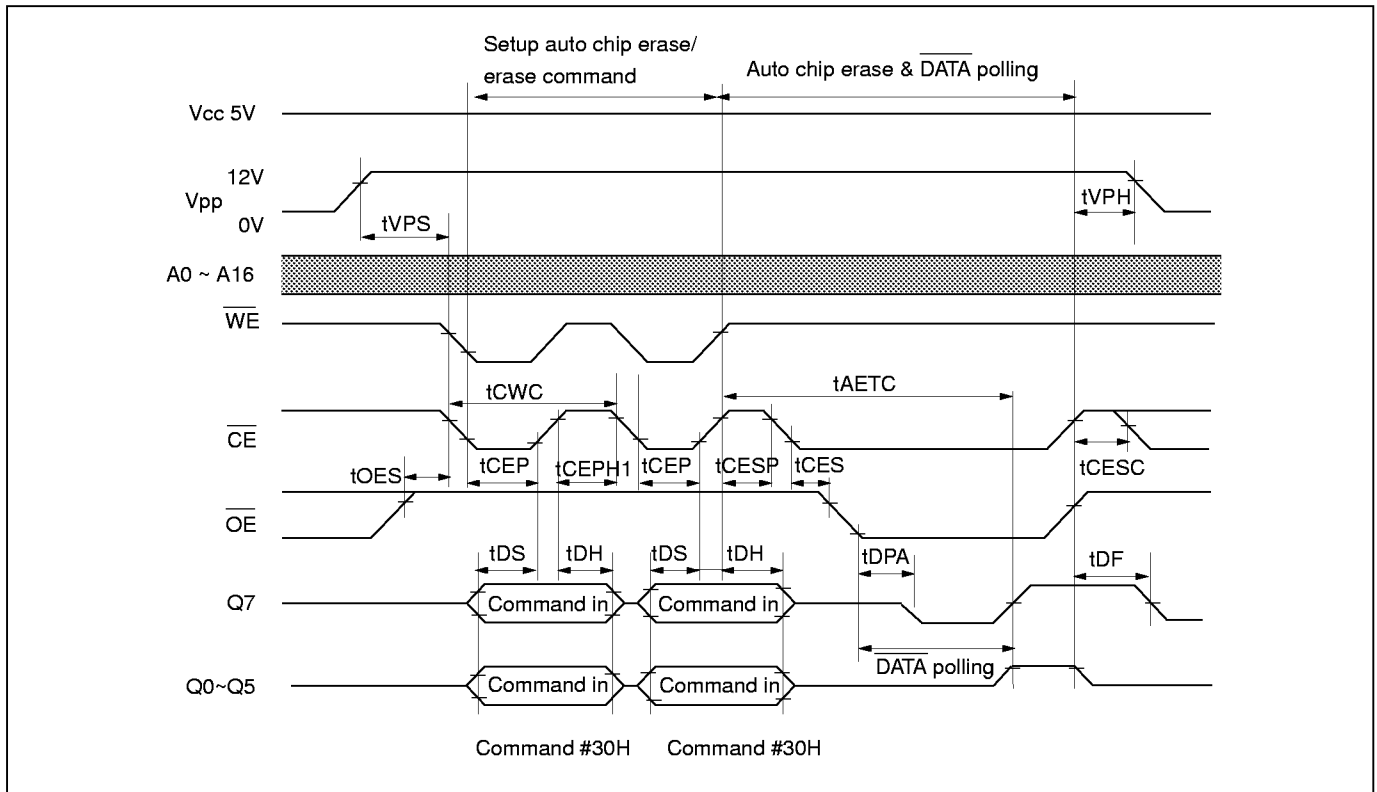 Setup auto chip erase/
erase command
Auto chip erase & DATA polling
Vcc 5V
12V
Vpp
0V
tVPS
tVPH
A0 ~ A16
WE
tCWC
tAETC
CE
tOES
tCEP
tCEPH1
tCEP
tCESP
tCES
tCESC
OE
tDS
tDH
tDS
tDH
tDPA
tDF
Q7
Command in
Command in
DATA polling
Q0~Q5
Command in
Command in
Command #30H
Command #30H